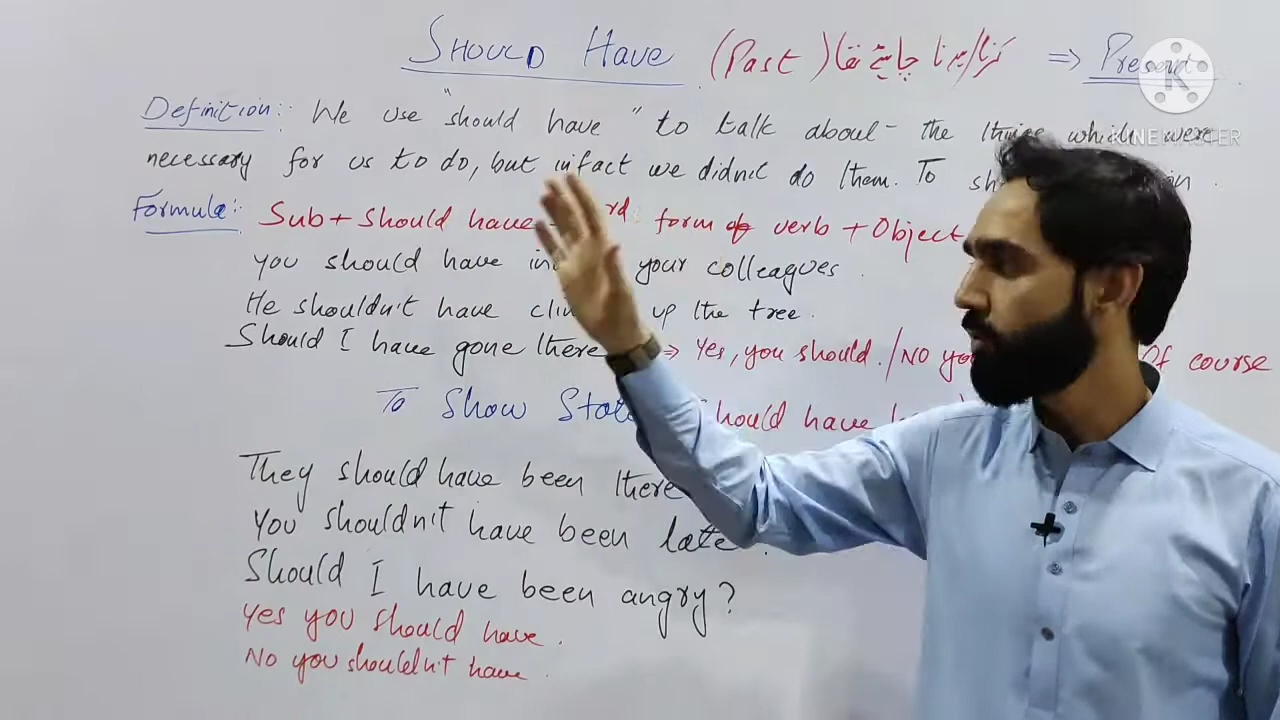 SHOULD HAVE (Past) کرنا/ہونا چاہیے تھا ⇒ Present
KINEMASTER
Definition:: We use "should have" to talk about the things which were
necessary for us to do, but infact we didn't do them. To
Formula:: Sub + should have rd form of verb + Object
you should have your colleagues.
He shouldn't have up the tree.
Should I have gone there ⇒ Yes, you should./No Of course
To Show should have
They should have been there
You shouldn't have been late.
Should I have been angry?
Yes you should have.
No you shouldn't have.